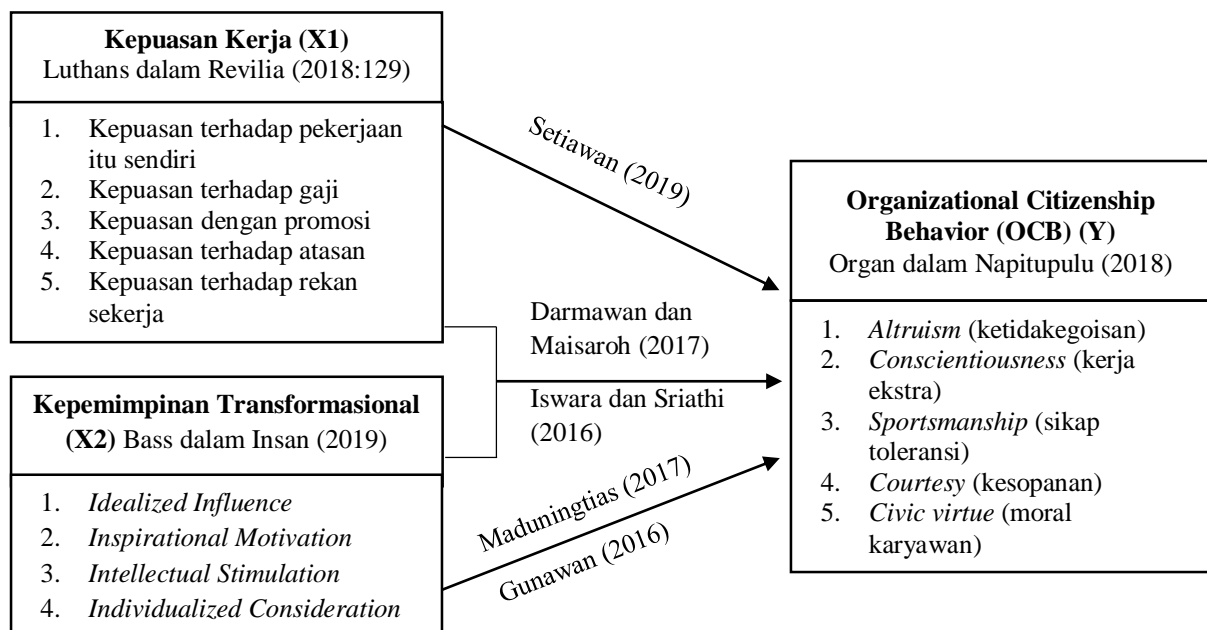 Kepuasan Kerja (X1)
Luthans dalam Revilia (2018:129)
1. Kepuasan terhadap pekerjaan
itu sendiri
2. Kepuasan terhadap gaji
3. Kepuasan dengan promosi
4. Kepuasan terhadap atasan
5. Kepuasan terhadap rekan
sekerja
Kepemimpinan Transformasional
(X2) Bass dalam Insan (2019)
1. Idealized Influence
2. Inspirational Motivation
3. Intellectual Stimulation
4. Individualized Consideration
Setiawan (2019)
Darmawan dan
Maisaroh (2017)
Iswara dan Sriathi
(2016)
Maduningtias (2017)
Gunawan (2016)
Organizational Citizenship
Behavior (OCB) (Y)
Organ dalam Napitupulu (2018)
1. Altruism (ketidakegoisan)
2. Conscientiousness (kerja
ekstra)
3. Sportsmanship (sikap
toleransi)
4. Courtesy (kesopanan)
5. Civic virtue (moral
karyawan)